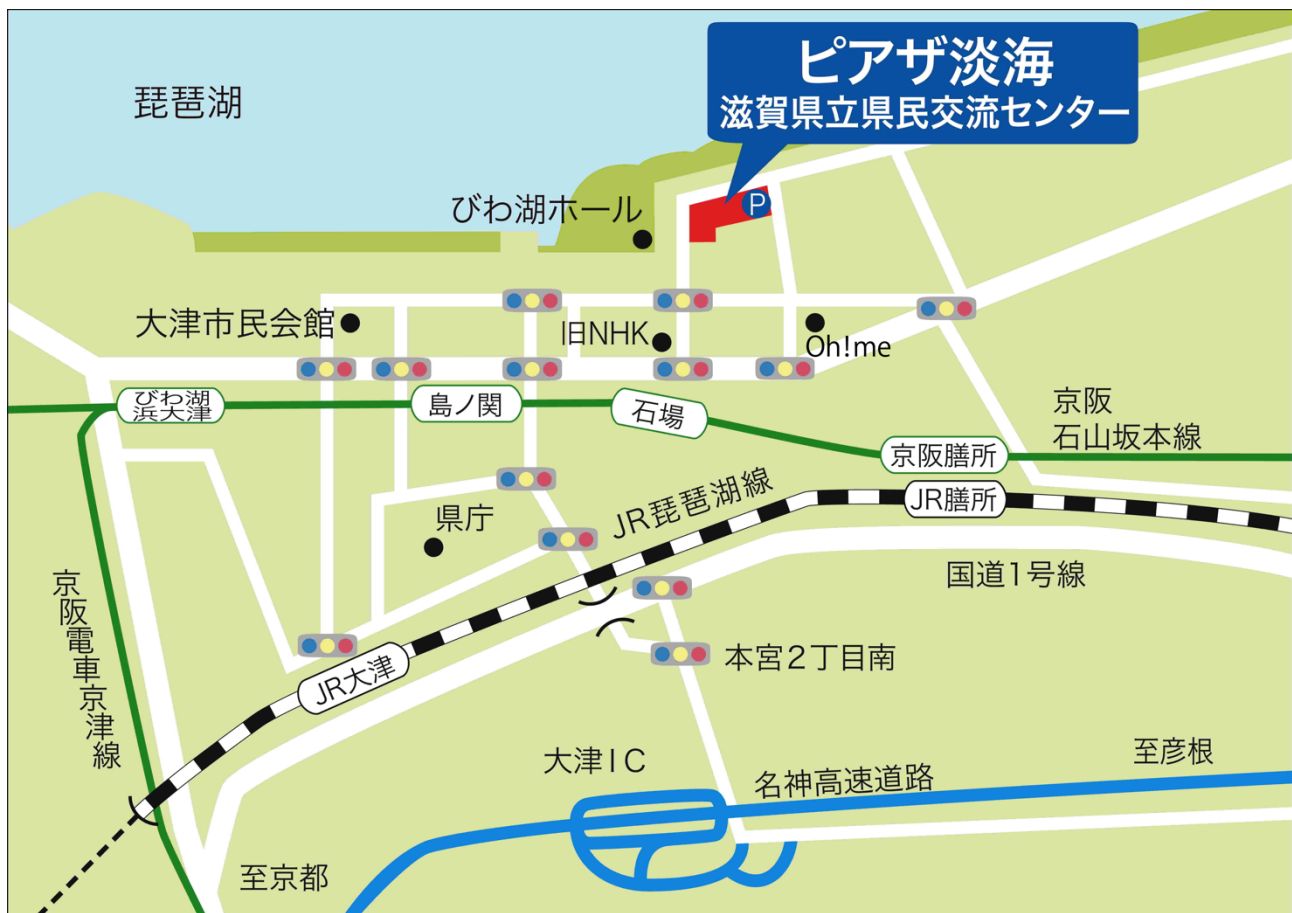 ピアザ淡海
滋賀県立県民交流センター
琵琶湖
びわ湖ホール
P
大津市民会館
旧NHK
Oh!me
びわ湖
浜大津
島ノ関
石場
京阪膳所
京阪
石山坂本線
JR琵琶湖線
JR膳所
県庁
国道1号線
京阪電車京津線
JR大津
本宮2丁目南
大津IC
名神高速道路
至彦根
至京都